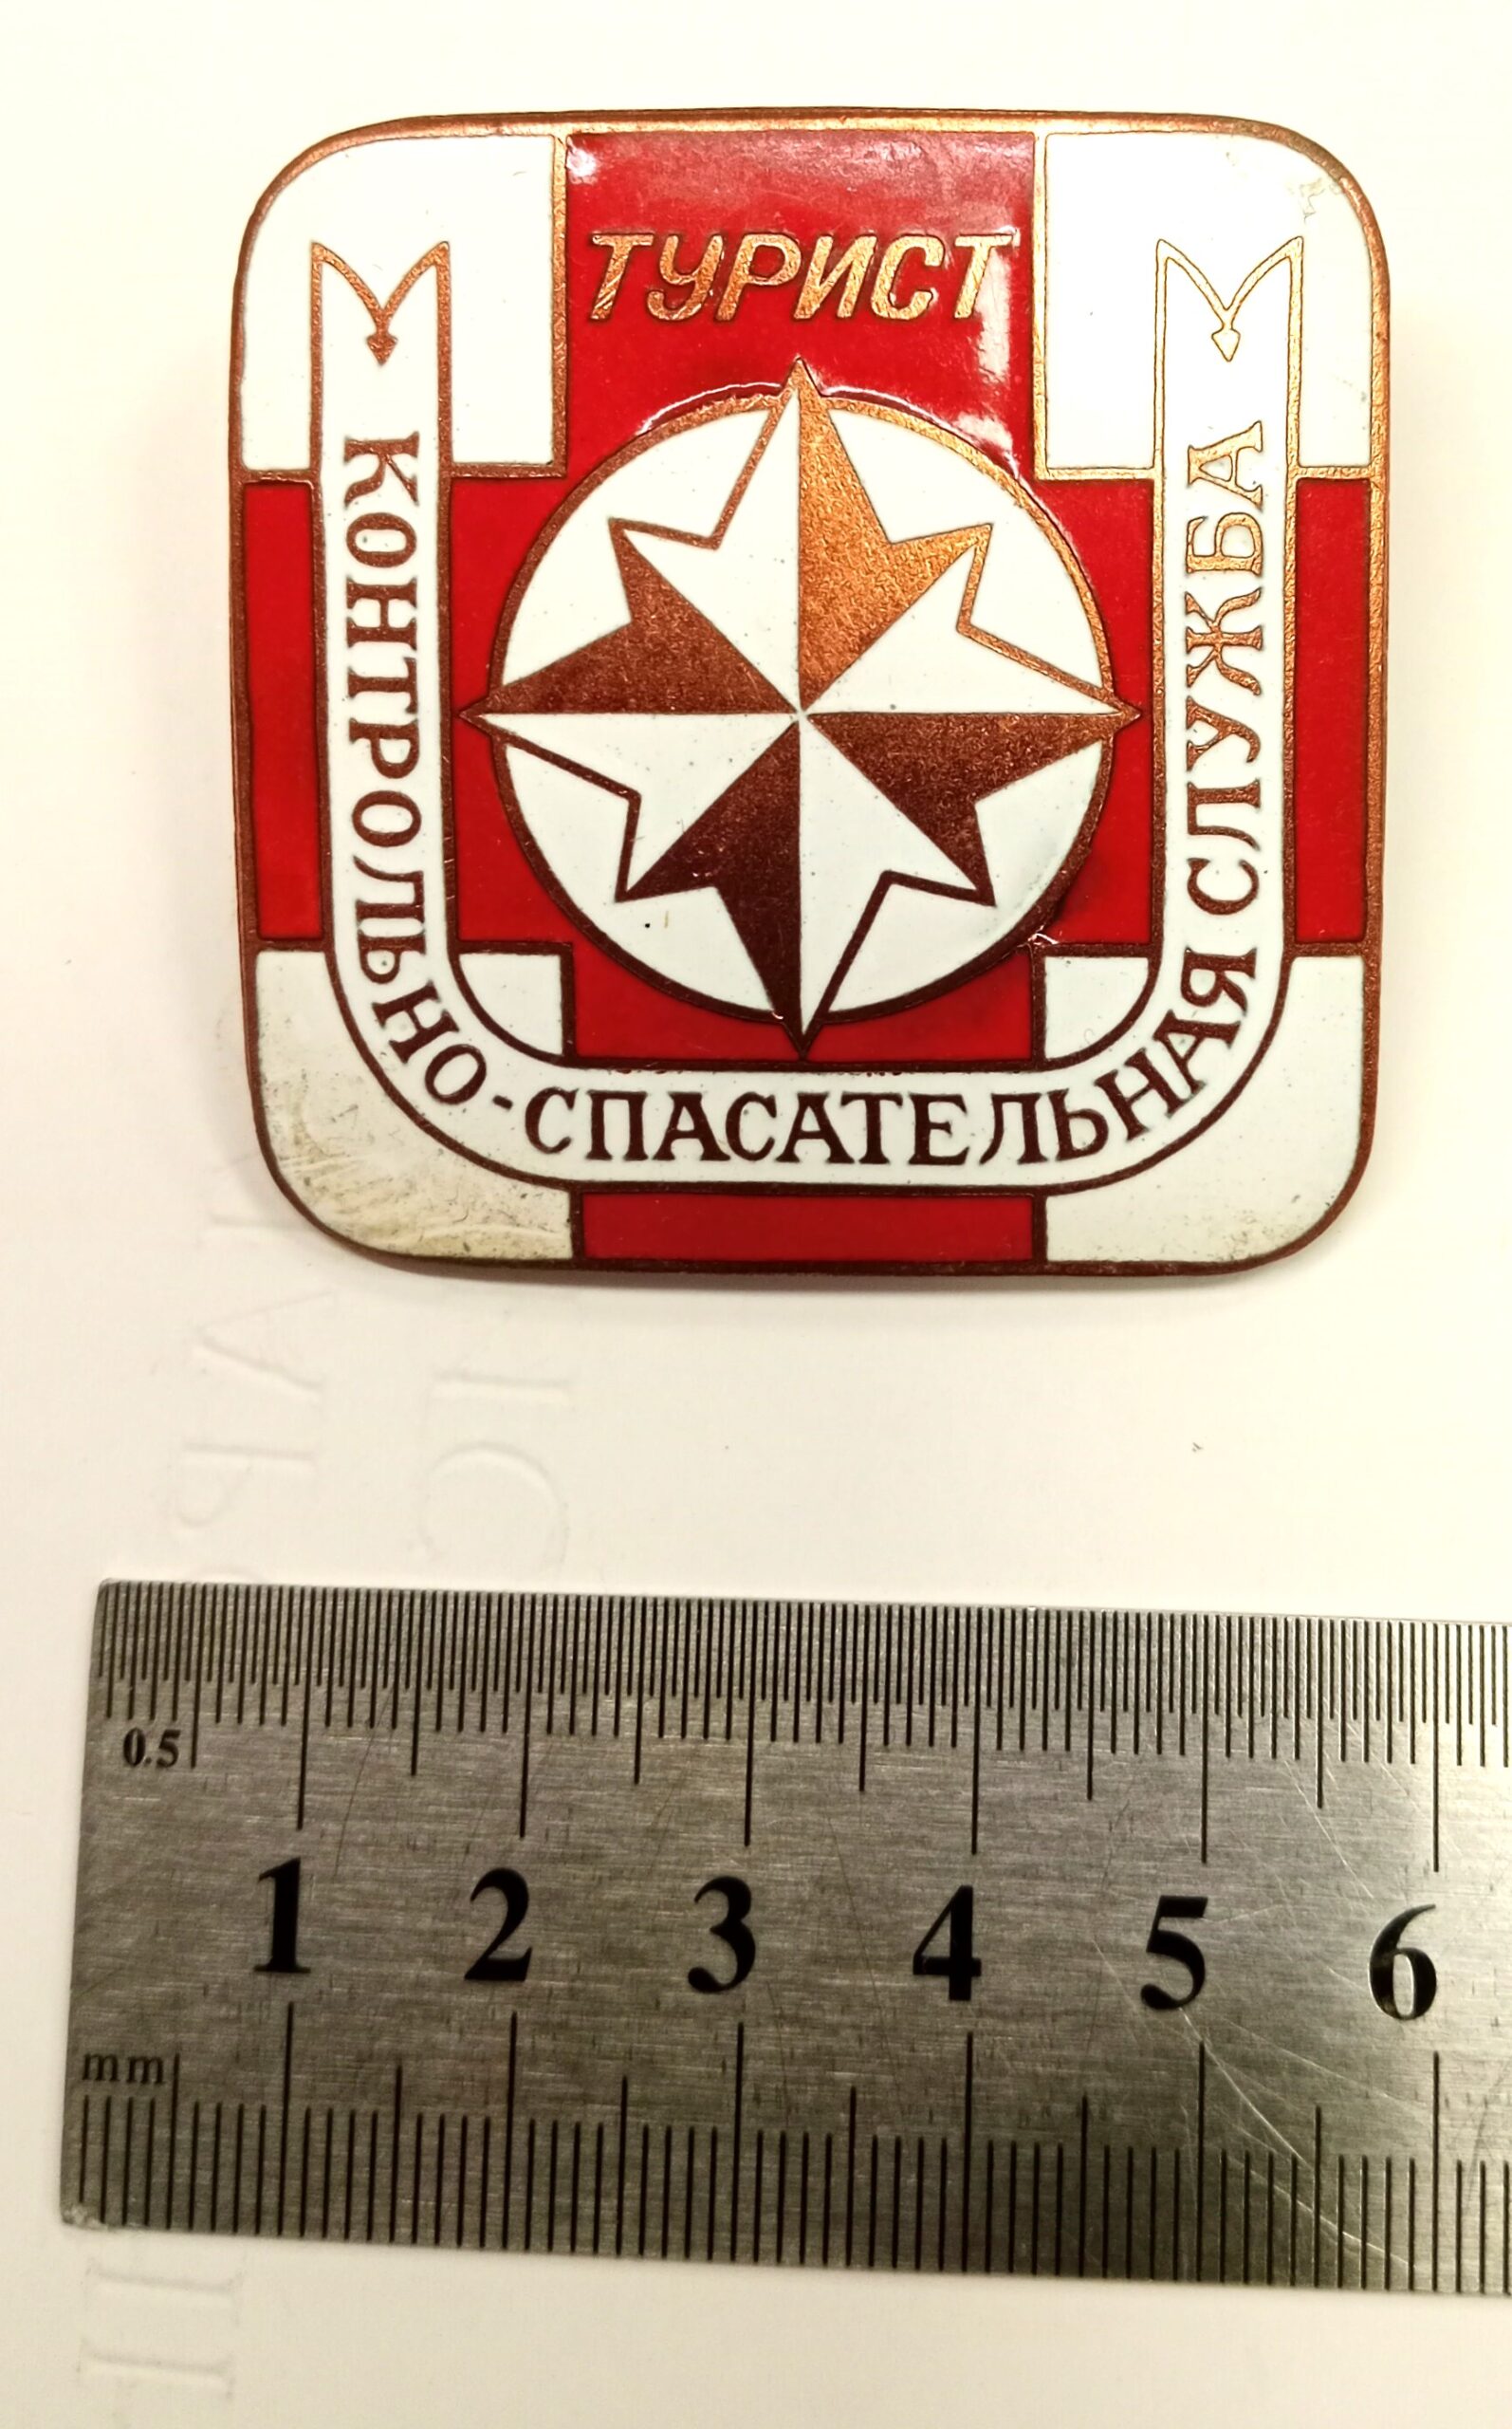 ТУРИСТ
КОНТРОЛЬНО-СПАСАТЕЛЬНАЯ СЛУЖБА
0.5
1 2 3 4 5 6
mm